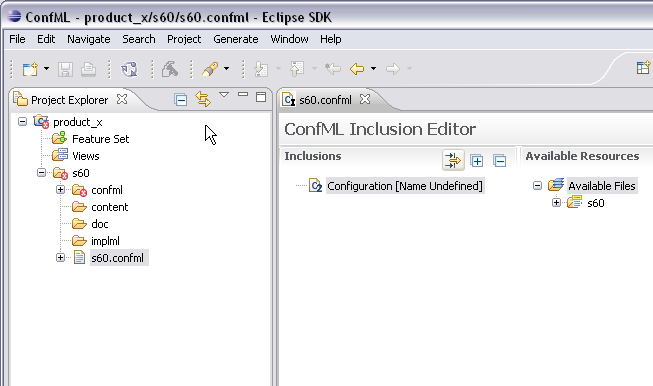 ConfML - product_x/s60/s60.confml - Eclipse SDK
File Edit Navigate Search Project Generate Window Help
Project Explorer
s60.confml
product_x
Feature Set
Views
s60
confml
content
doc
implml
s60.confml
ConfML Inclusion Editor
Inclusions
Available Resources
Configuration [Name Undefined]
Available Files
s60